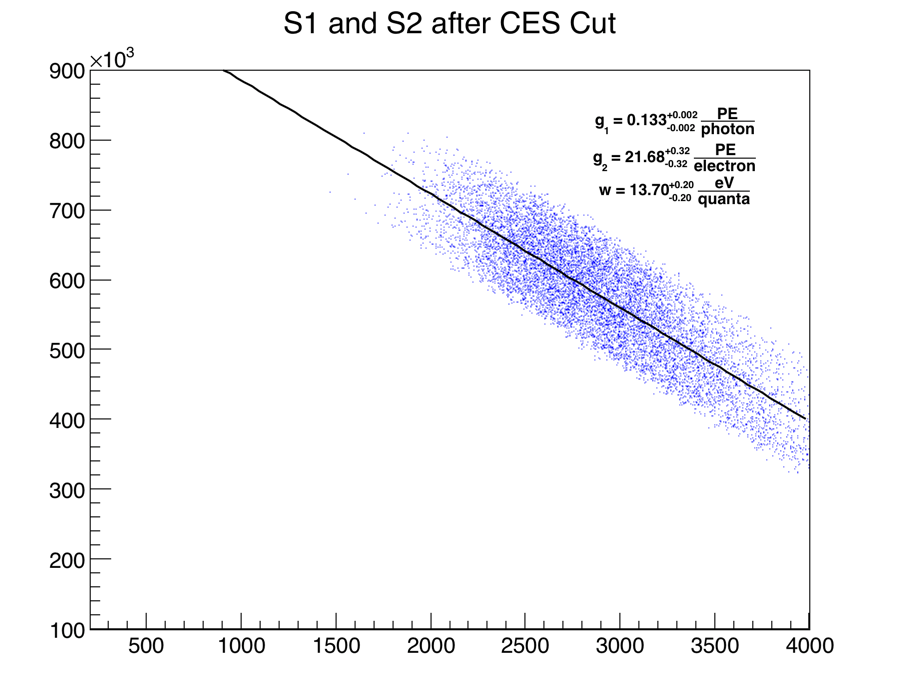 S1 and S2 after CES Cut
×10³
900
800
700
600
500
400
300
200
100
g₁ = 0.133 +0.002 -0.002 PE/photon
g₂ = 21.68 +0.32 -0.32 PE/electron
w = 13.70 +0.20 -0.20 eV/quanta
500 1000 1500 2000 2500 3000 3500 4000